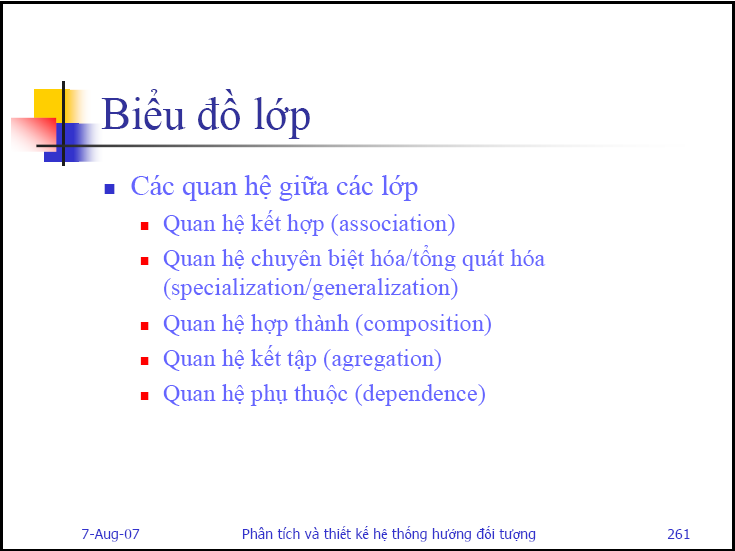 Biểu đồ lớp
Các quan hệ giữa các lớp
Quan hệ kết hợp (association)
Quan hệ chuyên biệt hóa/tổng quát hóa
(specialization/generalization)
Quan hệ hợp thành (composition)
Quan hệ kết tập (agregation)
Quan hệ phụ thuộc (dependence)
7-Aug-07 Phân tích và thiết kế hệ thống hướng đối tượng 261